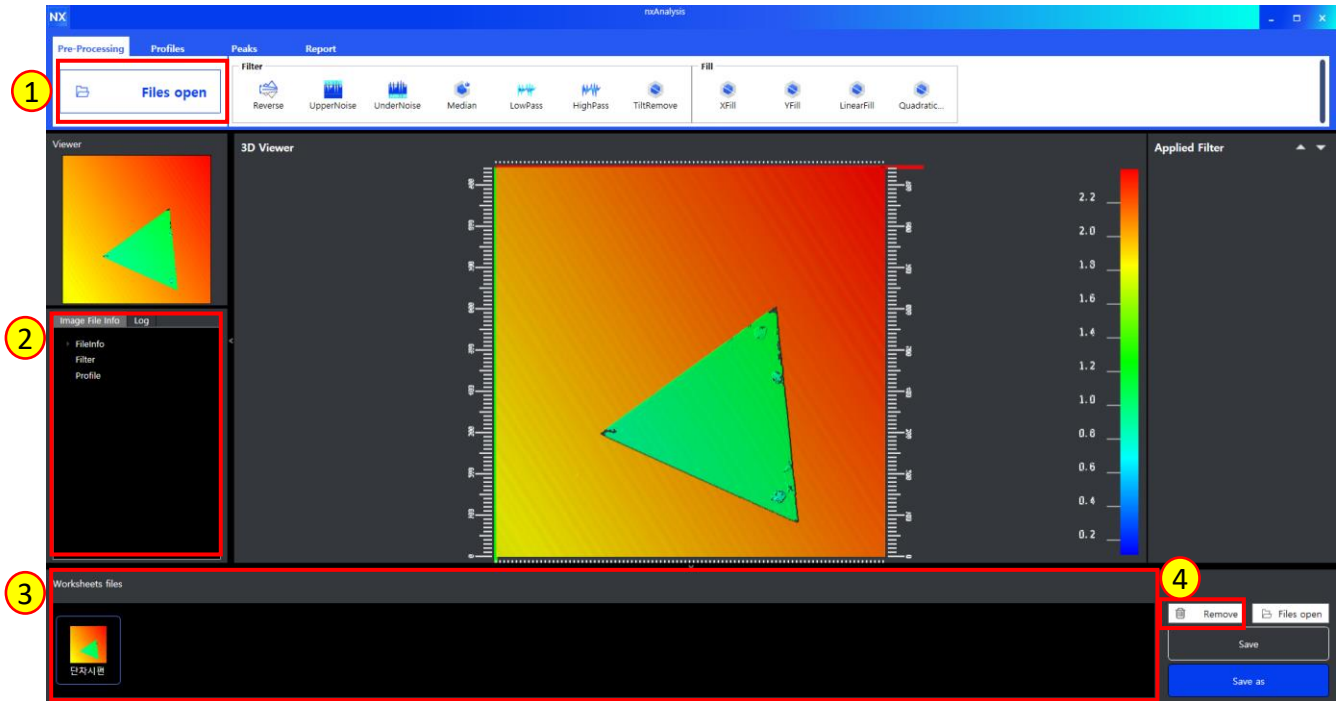 NX
nxAnalysis
Pre-Processing Profiles Peaks Report
1
Files open
Filter
Reverse UpperNoise UnderNoise Median LowPass HighPass TiltRemove
Fill
XFill YFill LinearFill Quadratic...
Viewer
3D Viewer
Applied Filter
2.2
2.0
1.8
1.6
1.4
1.2
1.0
0.8
0.6
0.4
0.2
2
Image File Info Log
FileInfo
Filter
Profile
3
Worksheets files
단자시편
4
Remove Files open
Save
Save as